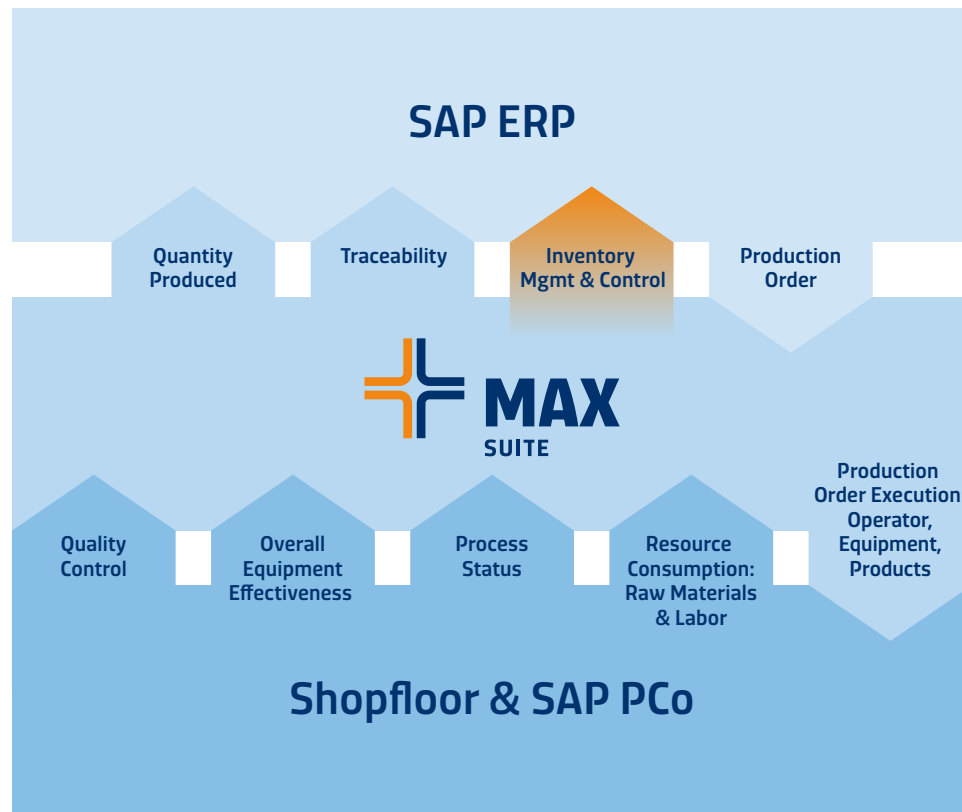 SAP ERP
Quantity
Produced
Traceability
Inventory
Mgmt & Control
Production
Order
MAX
SUITE
Quality
Control
Overall
Equipment
Effectiveness
Process
Status
Resource
Consumption:
Raw Materials
& Labor
Production
Order Execution
Operator,
Equipment,
Products
Shopfloor & SAP PCo